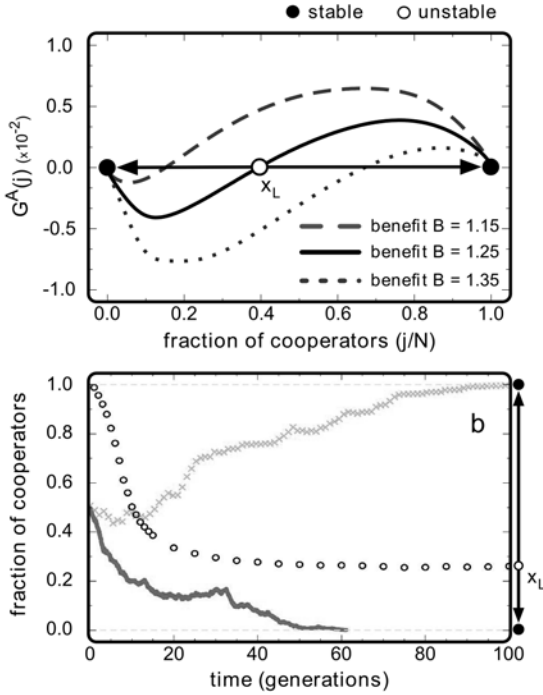 stable unstable
G^A(j) (x10^-2)
1.0
0.5
0.0
-0.5
-1.0
x_L
benefit B = 1.15
benefit B = 1.25
benefit B = 1.35
0.0 0.2 0.4 0.6 0.8 1.0
fraction of cooperators (j/N)
fraction of cooperators
1.0
0.8
0.6
0.4
0.2
0.0
b
x_L
0 20 40 60 80 100
time (generations)